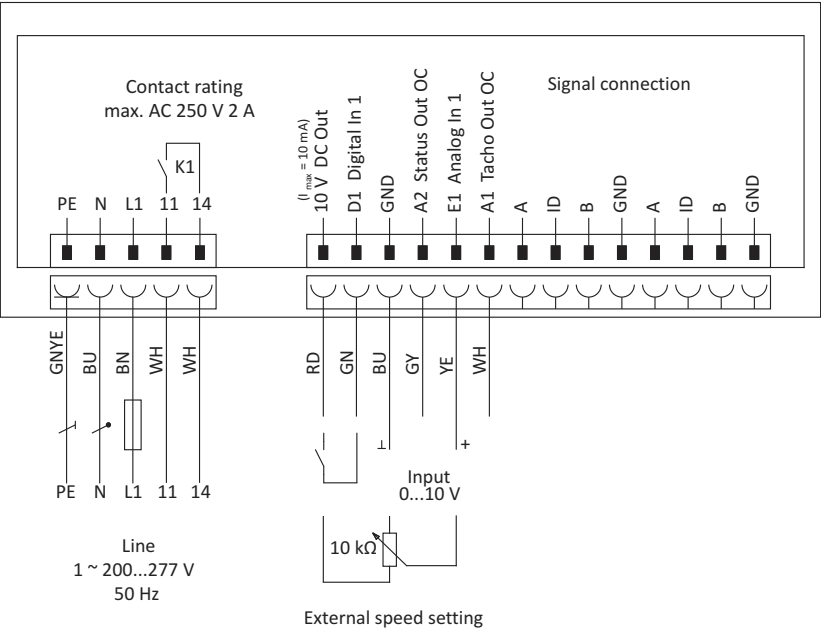 Contact rating
max. AC 250 V 2 A
Signal connection
K1
PE N L1 11 14
(I max = 10 mA)
10 V DC Out
D1 Digital In 1
GND
A2 Status Out OC
E1 Analog In 1
A1 Tacho Out OC
A
ID
B
GND
A
ID
B
GND
GNYE
BU
BN
WH
WH
RD
GN
BU
GY
YE
WH
⊥ +
Input
0...10 V
PE N L1 11 14
10 kΩ
Line
1 ~ 200...277 V
50 Hz
External speed setting